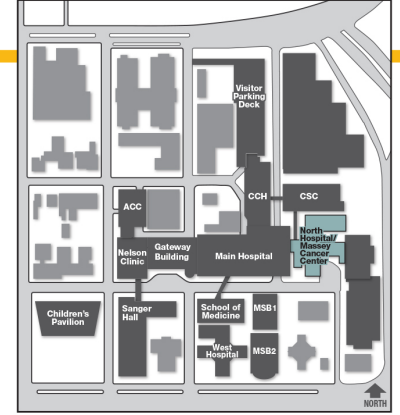 Visitor
Parking
Deck
CCH
CSC
ACC
North
Hospital/
Massey
Cancer
Center
Nelson
Clinic
Gateway
Building
Main Hospital
Children's
Pavilion
Sanger
Hall
School of
Medicine
MSB1
West
Hospital
MSB2
NORTH